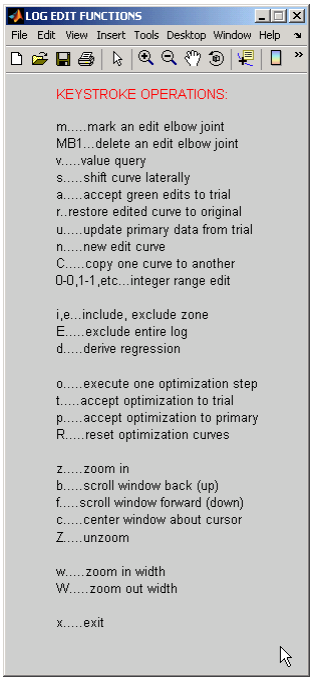 LOG EDIT FUNCTIONS
File Edit View Insert Tools Desktop Window Help
KEYSTROKE OPERATIONS:
m.....mark an edit elbow joint
MB1...delete an edit elbow joint
v.....value query
s.....shift curve laterally
a.....accept green edits to trial
r..restore edited curve to original
u.....update primary data from trial
n.....new edit curve
C.....copy one curve to another
0-0,1-1,etc...integer range edit
i,e...include, exclude zone
E.....exclude entire log
d.....derive regression
o.....execute one optimization step
t.....accept optimization to trial
p.....accept optimization to primary
R.....reset optimization curves
z.....zoom in
b.....scroll window back (up)
f.....scroll window forward (down)
c.....center window about cursor
Z.....unzoom
w.....zoom in width
W.....zoom out width
x.....exit